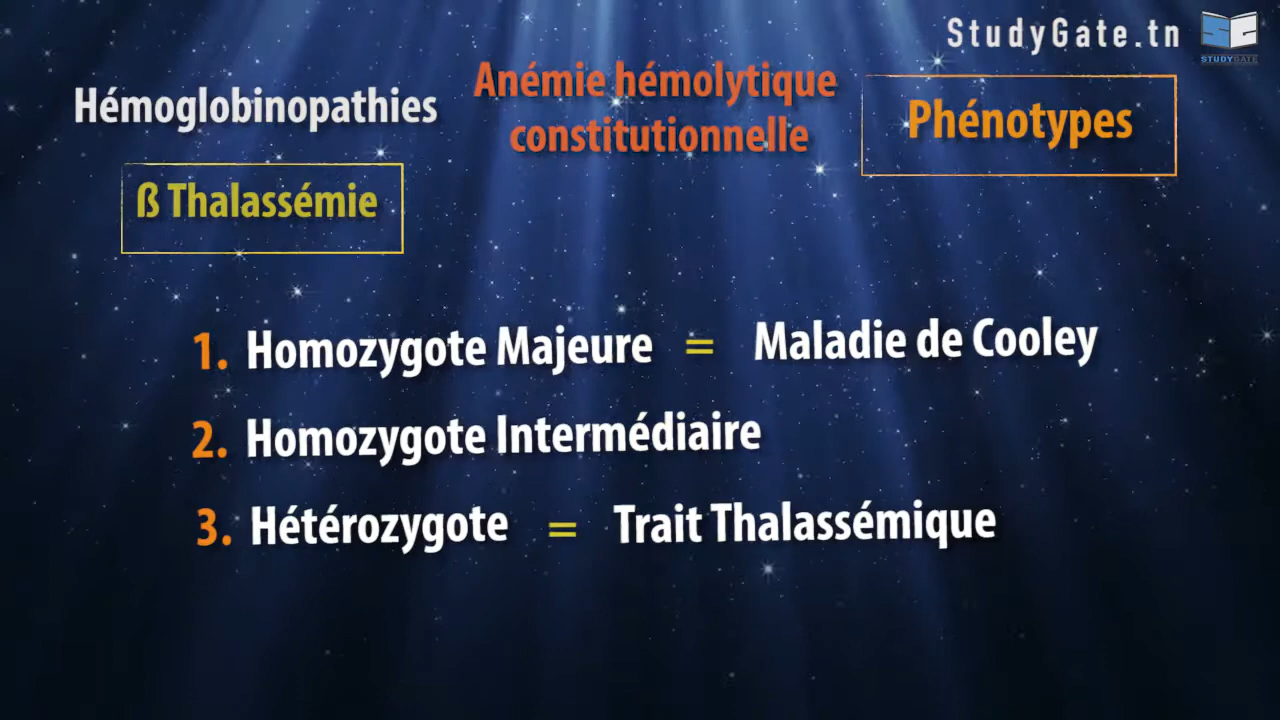 StudyGate.tn
STUDYGATE
Hémoglobinopathies
Anémie hémolytique
constitutionnelle
Phénotypes
ß Thalassémie
1. Homozygote Majeure = Maladie de Cooley
2. Homozygote Intermédiaire
3. Hétérozygote = Trait Thalassémique